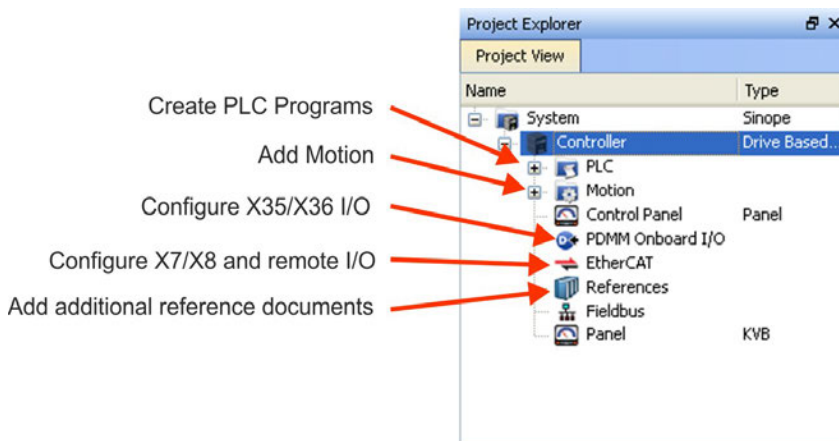 Project Explorer
Project View
Name Type
System Sinope
Controller Drive Based...
PLC
Motion
Control Panel Panel
PDMM Onboard I/O
EtherCAT
References
Fieldbus
Panel KVB
Create PLC Programs
Add Motion
Configure X35/X36 I/O
Configure X7/X8 and remote I/O
Add additional reference documents